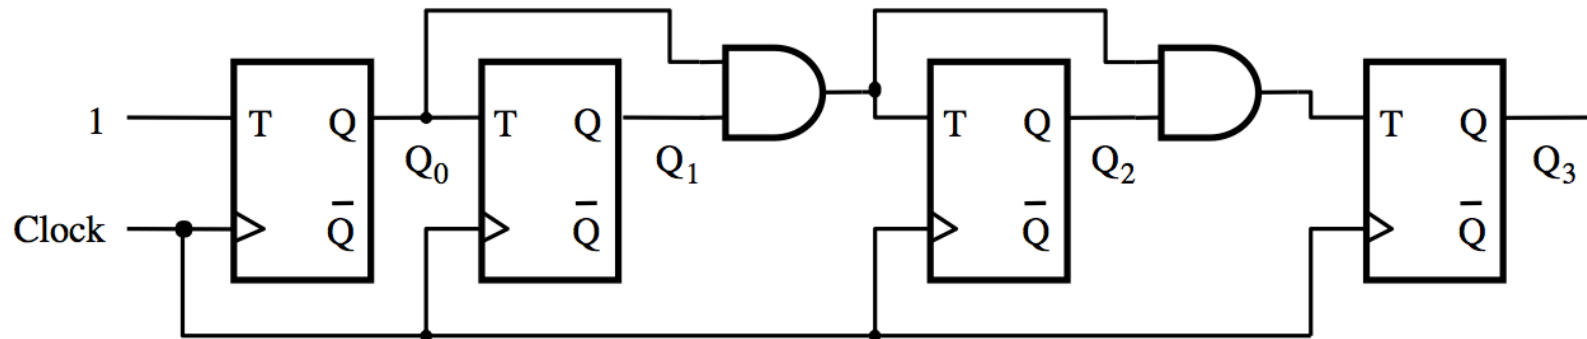 1 T Q T Q T Q T Q
Q₀ Q₁ Q₂ Q₃
Clock Q̅ Q̅ Q̅ Q̅